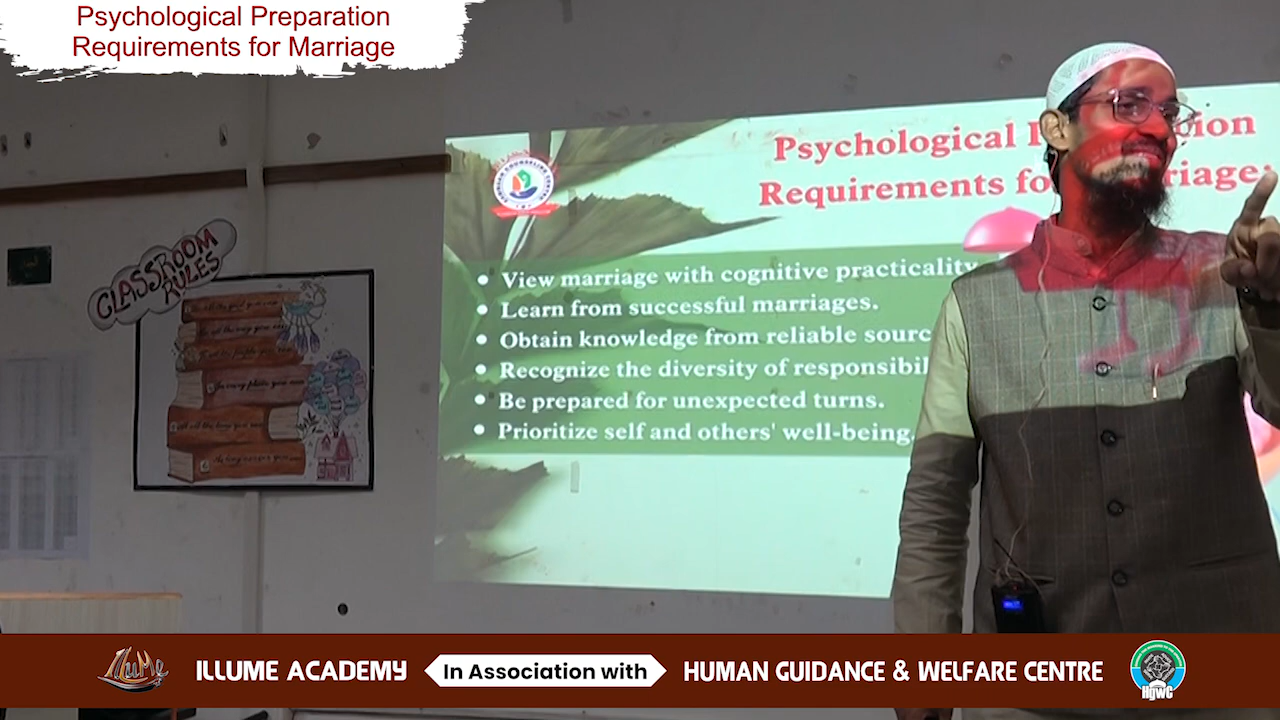 Psychological Preparation
Requirements for Marriage
Psychological
Requirements
• View marriage with cognitive practicality
• Learn from successful marriages.
• Obtain knowledge from reliable sourc
• Recognize the diversity of responsibil
• Be prepared for unexpected turns.
• Prioritize self and others' well-being.
CLASSROOM
RULES
ILLUME ACADEMY
In Association with
HUMAN GUIDANCE & WELFARE CENTRE
HGWC